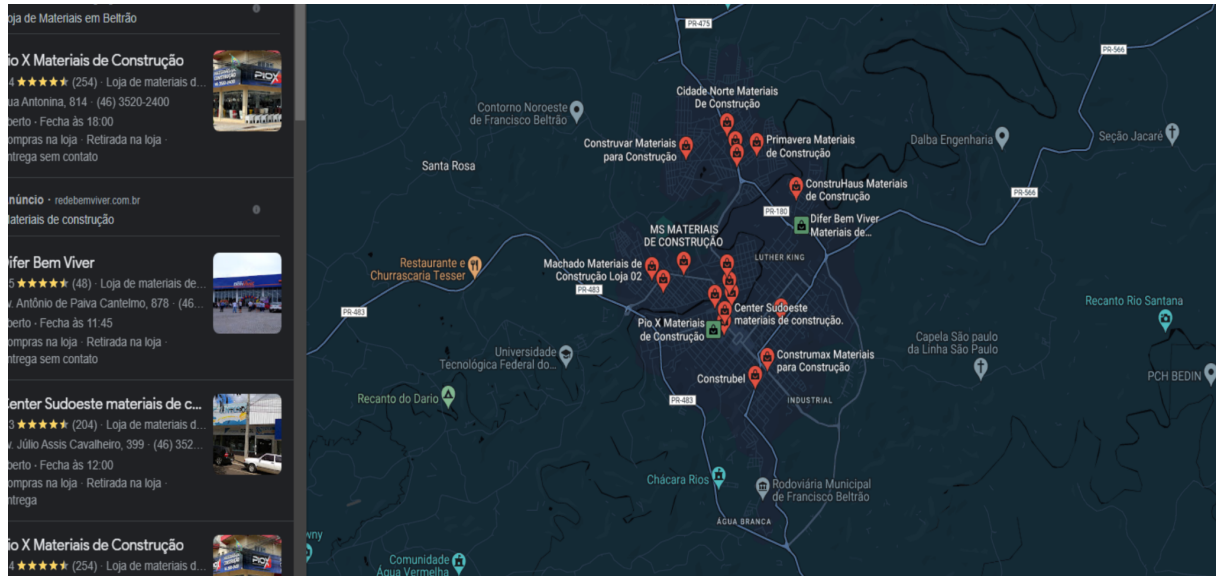 oja de Materiais em Beltrão
io X Materiais de Construção
4 ★★★★★ (254) · Loja de materiais d...
ua Antonina, 814 · (46) 3520-2400
berto · Fecha às 18:00
ompras na loja · Retirada na loja ·
ntrega sem contato
núncio · redebemviver.com.br
ateriais de construção
ifer Bem Viver
5 ★★★★★ (48) · Loja de materiais de...
v. Antônio de Paiva Cantelmo, 878 · (46...
berto · Fecha às 11:45
ompras na loja · Retirada na loja ·
ntrega sem contato
Center Sudoeste materiais de c...
3 ★★★★★ (204) · Loja de materiais d...
v. Júlio Assis Cavalheiro, 399 · (46) 352...
berto · Fecha às 12:00
ompras na loja · Retirada na loja ·
ntrega
io X Materiais de Construção
4 ★★★★★ (254) · Loja de materiais d...
PIOX
PR-475
PR-566
Cidade Norte Materiais
De Construção
Contorno Noroeste
de Francisco Beltrão
Construvar Materiais
para Construção
Primavera Materiais
de Construção
Dalba Engenharia
Seção Jacaré
Santa Rosa
ConstruHaus Materiais
de Construção
PR-566
PR-180
Difer Bem Viver
Materiais de...
MS MATERIAIS
DE CONSTRUÇÃO
LUTHER KING
Restaurante e
Churrascaria Tesser
Machado Materiais de
Construção Loja 02
PR-483
PR-483
Recanto Rio Santana
Center Sudoeste
materiais de construção.
Pio X Materiais
de Construção
Capela São paulo
da Linha São Paulo
Universidade
Tecnológica Federal do...
Construmax Materiais
para Construção
Construbel
PCH BEDIN
Recanto do Dario
PR-483
INDUSTRIAL
Chácara Rios
Rodoviária Municipal
de Francisco Beltrão
ÁGUA BRANCA
wny
Comunidade
Água Vermelha